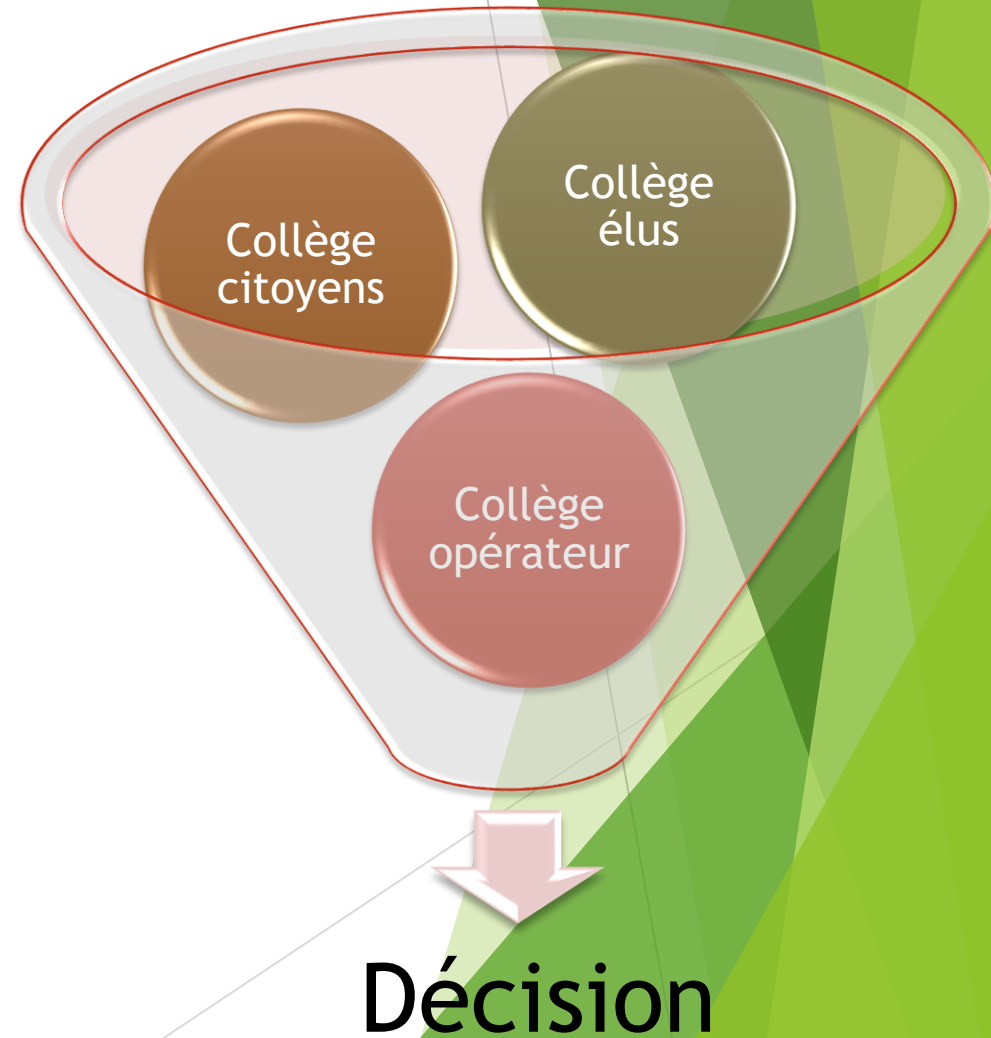 Collège
citoyens
Collège
élus
Collège
opérateur
Décision